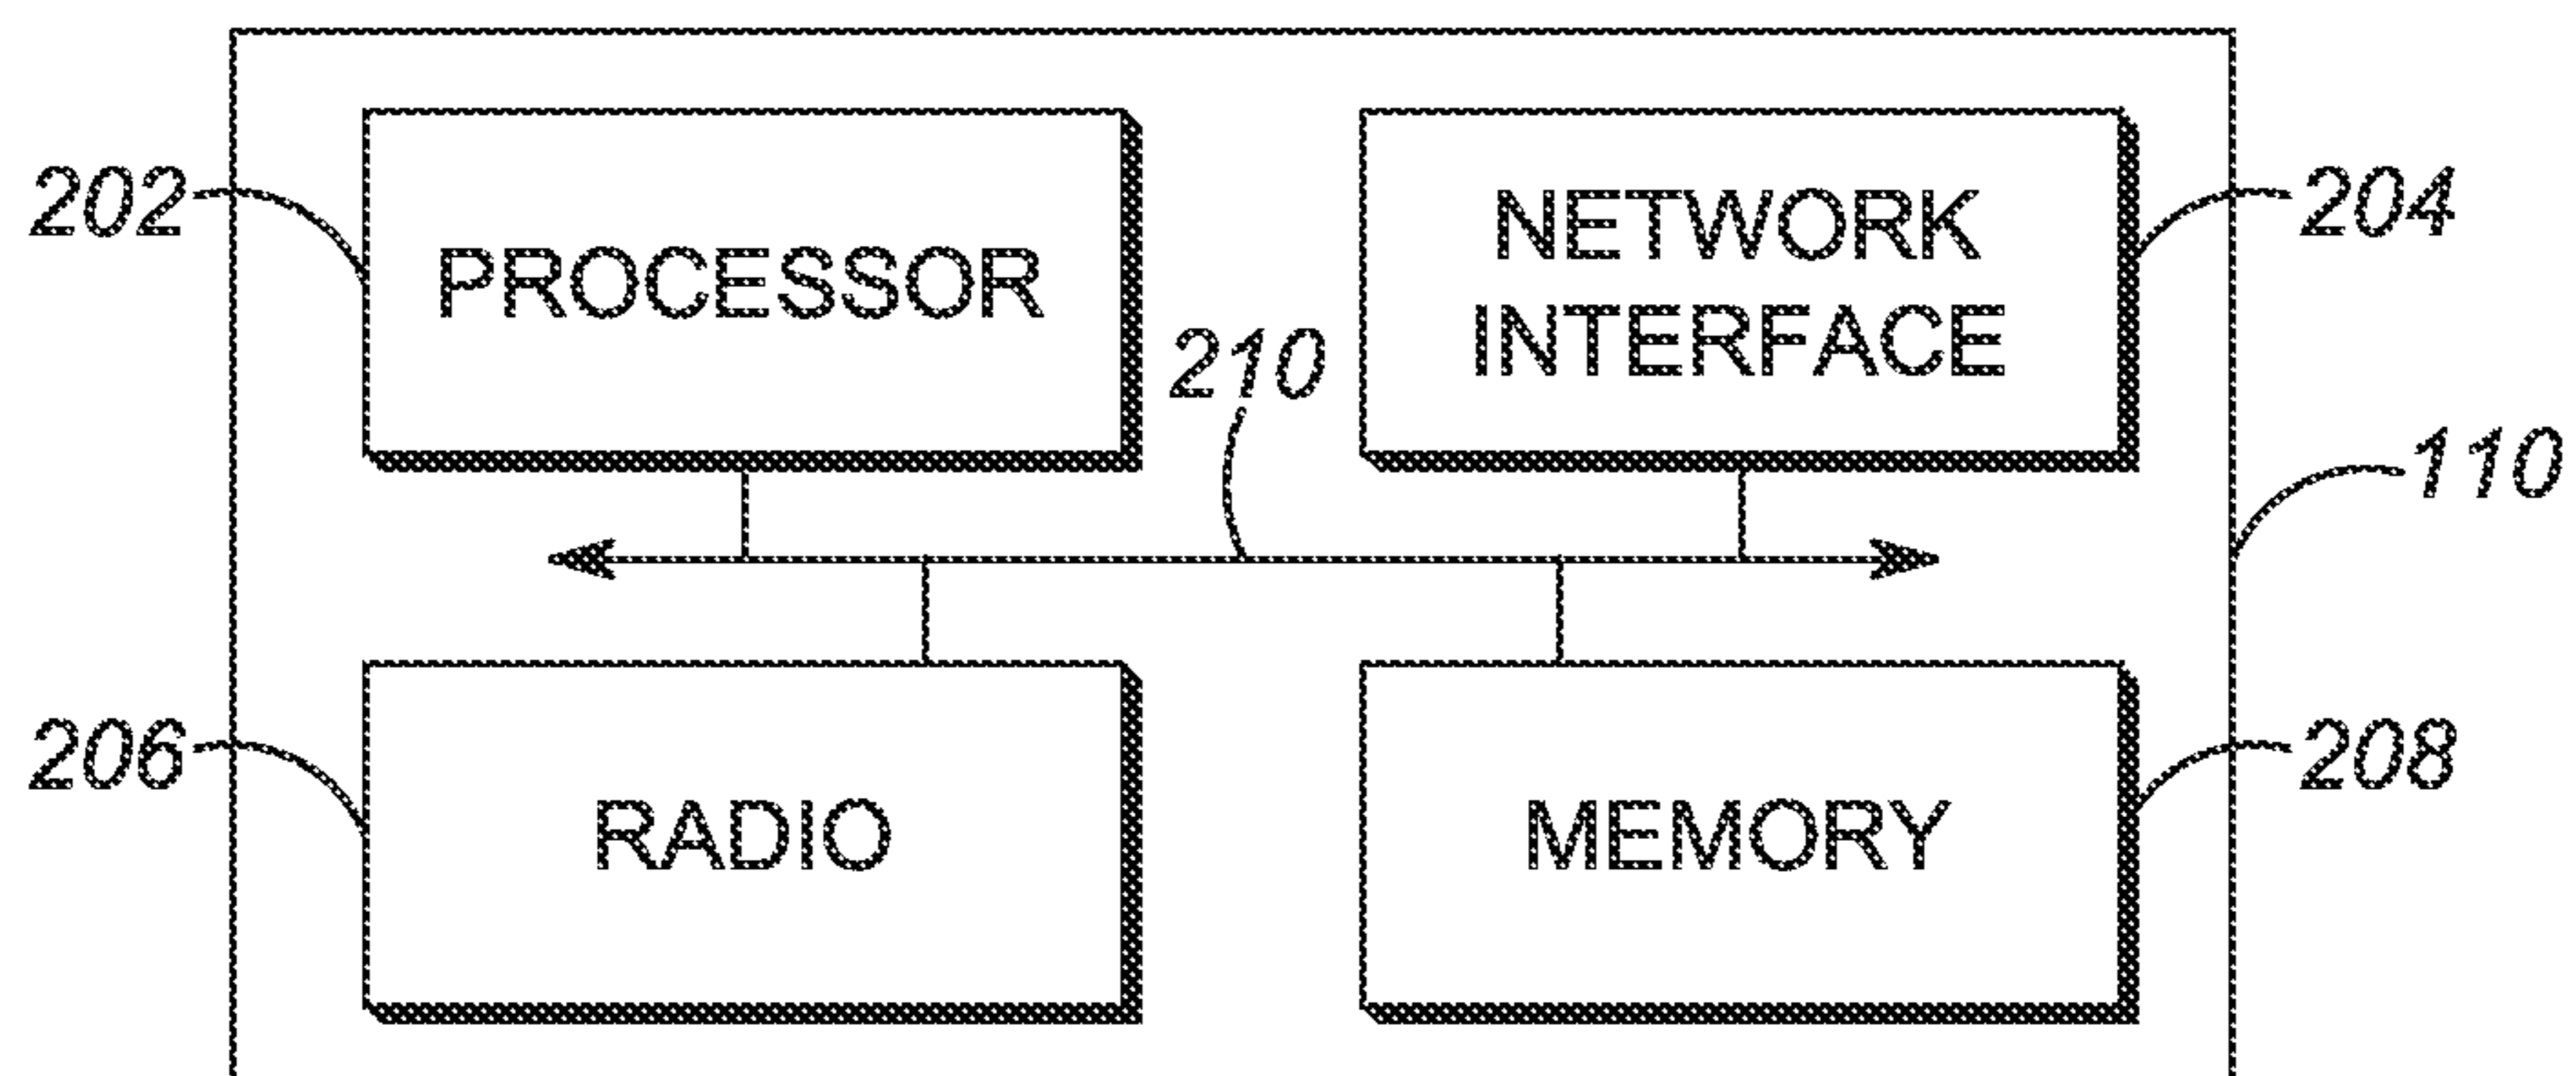 202
PROCESSOR
NETWORK
INTERFACE
204
210
110
206
RADIO
MEMORY
208